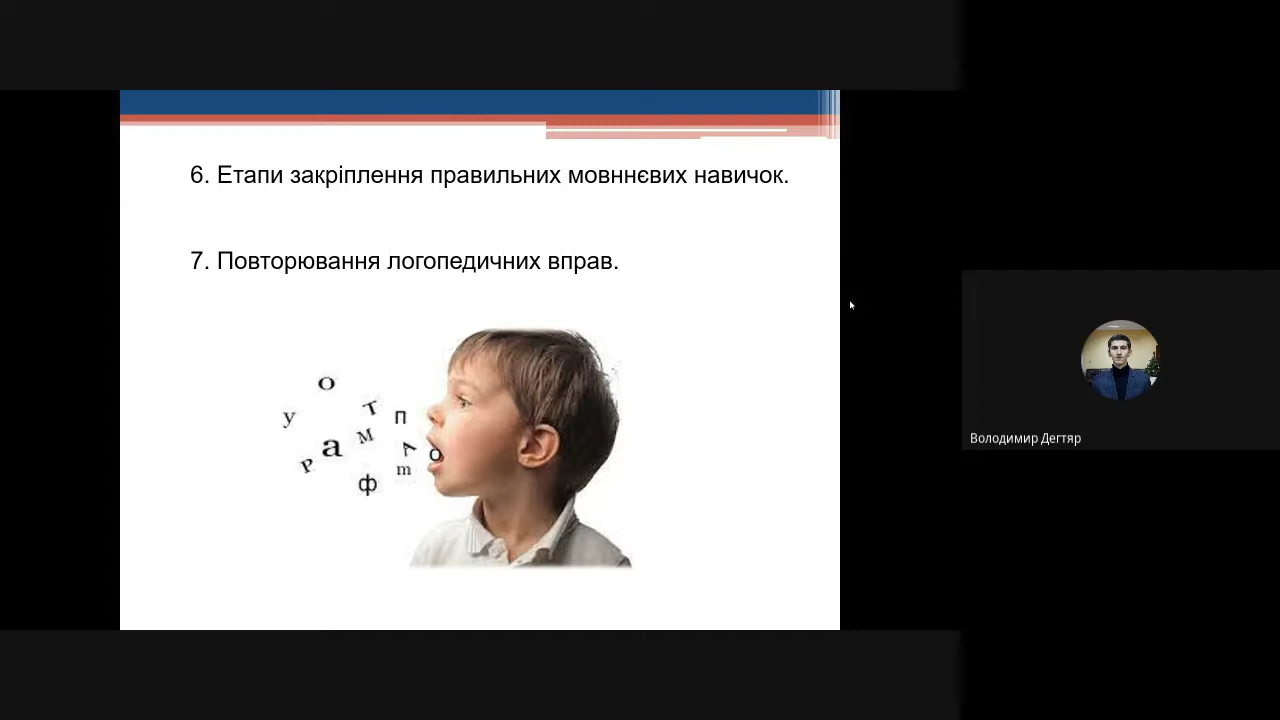 6. Етапи закріплення правильних мовннєвих навичок.
7. Повторювання логопедичних вправ.
о
у
т
п
м
а
А
о
р
m
ф
Володимир Дегтяр